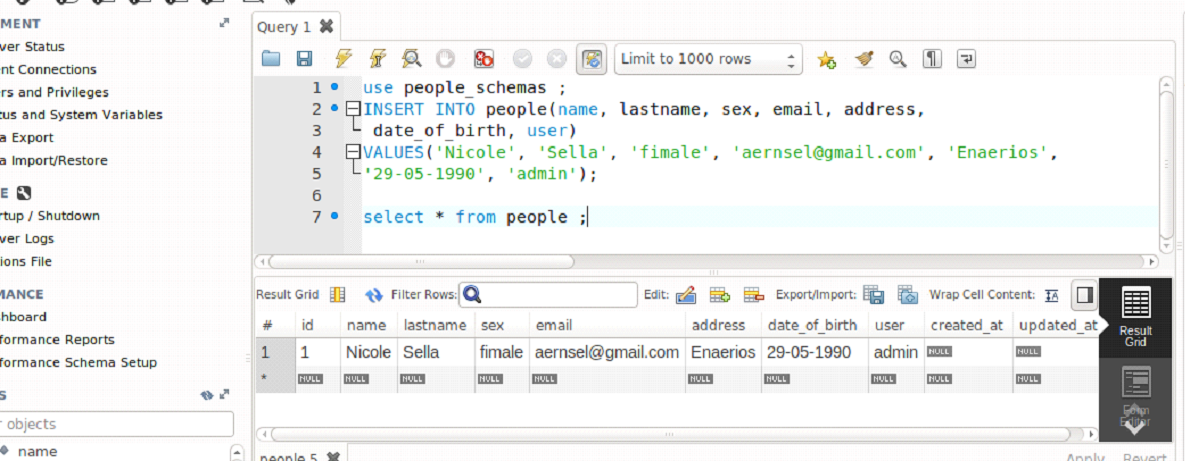 MENT
ver Status
nt Connections
rs and Privileges
tus and System Variables
a Export
a Import/Restore
E
rtup / Shutdown
ver Logs
ions File
MANCE
shboard
formance Reports
formance Schema Setup
S
r objects
name
Query 1
Limit to 1000 rows
1 use people_schemas ;
2 INSERT INTO people(name, lastname, sex, email, address,
3 date_of_birth, user)
4 VALUES('Nicole', 'Sella', 'fimale', 'aernsel@gmail.com', 'Enaerios',
5 '29-05-1990', 'admin');
6
7 select * from people ;
Result Grid Filter Rows: Edit: Export/Import: Wrap Cell Content:
# id name lastname sex email address date_of_birth user created_at updated_at
1 1 Nicole Sella fimale aernsel@gmail.com Enaerios 29-05-1990 admin NULL NULL
* NULL NULL NULL NULL NULL NULL NULL NULL NULL NULL
Result
Grid
Form
Editor
people 5
Apply Revert